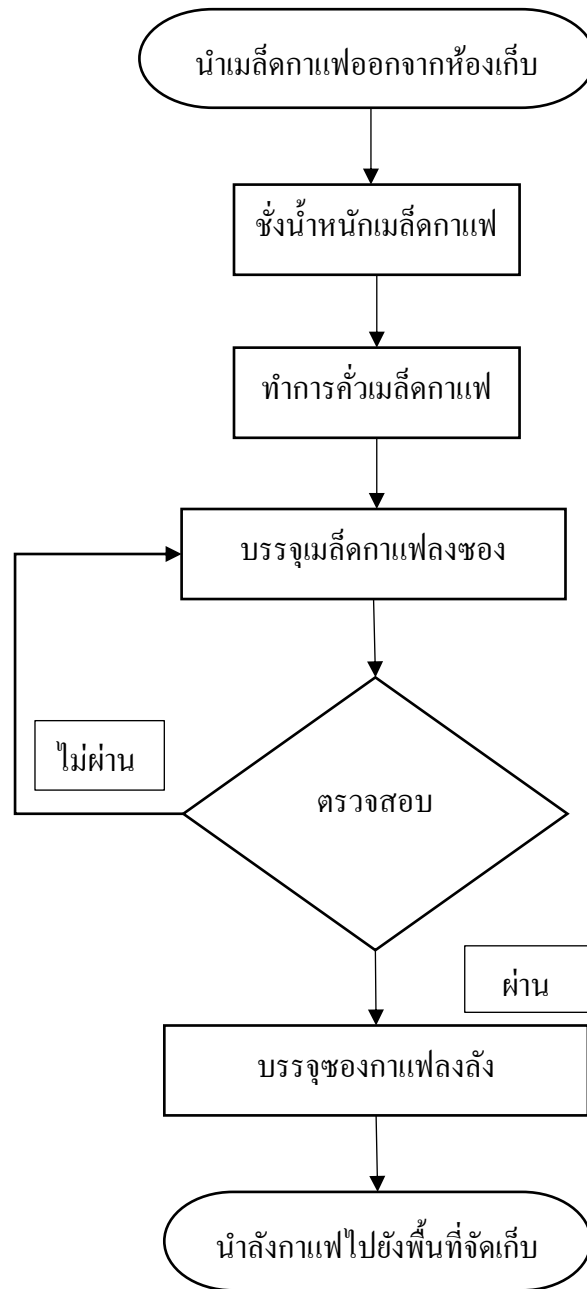 นำเมล็ดกาแฟออกจากห้องเก็บ
ชั่งน้ำหนักเมล็ดกาแฟ
ทำการคั่วเมล็ดกาแฟ
บรรจุเมล็ดกาแฟลงซอง
ไม่ผ่าน
ตรวจสอบ
ผ่าน
บรรจุซองกาแฟลงลัง
นำลังกาแฟไปยังพื้นที่จัดเก็บ